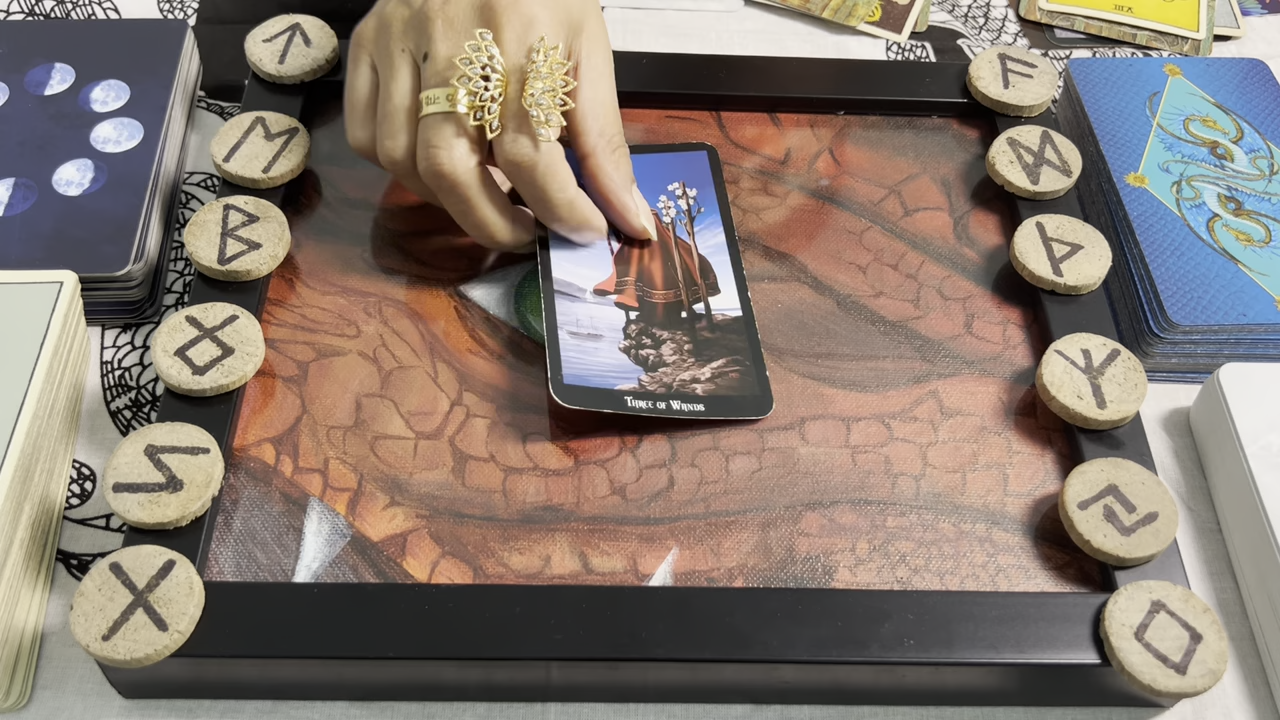 ᛏ
ᚨ
ᛖ
ᛞ
ᛒ
ᚦ
ᛟ
ᛉ
ᛊ
ᛃ
ᚷ
ᛜ
THREE OF WANDS